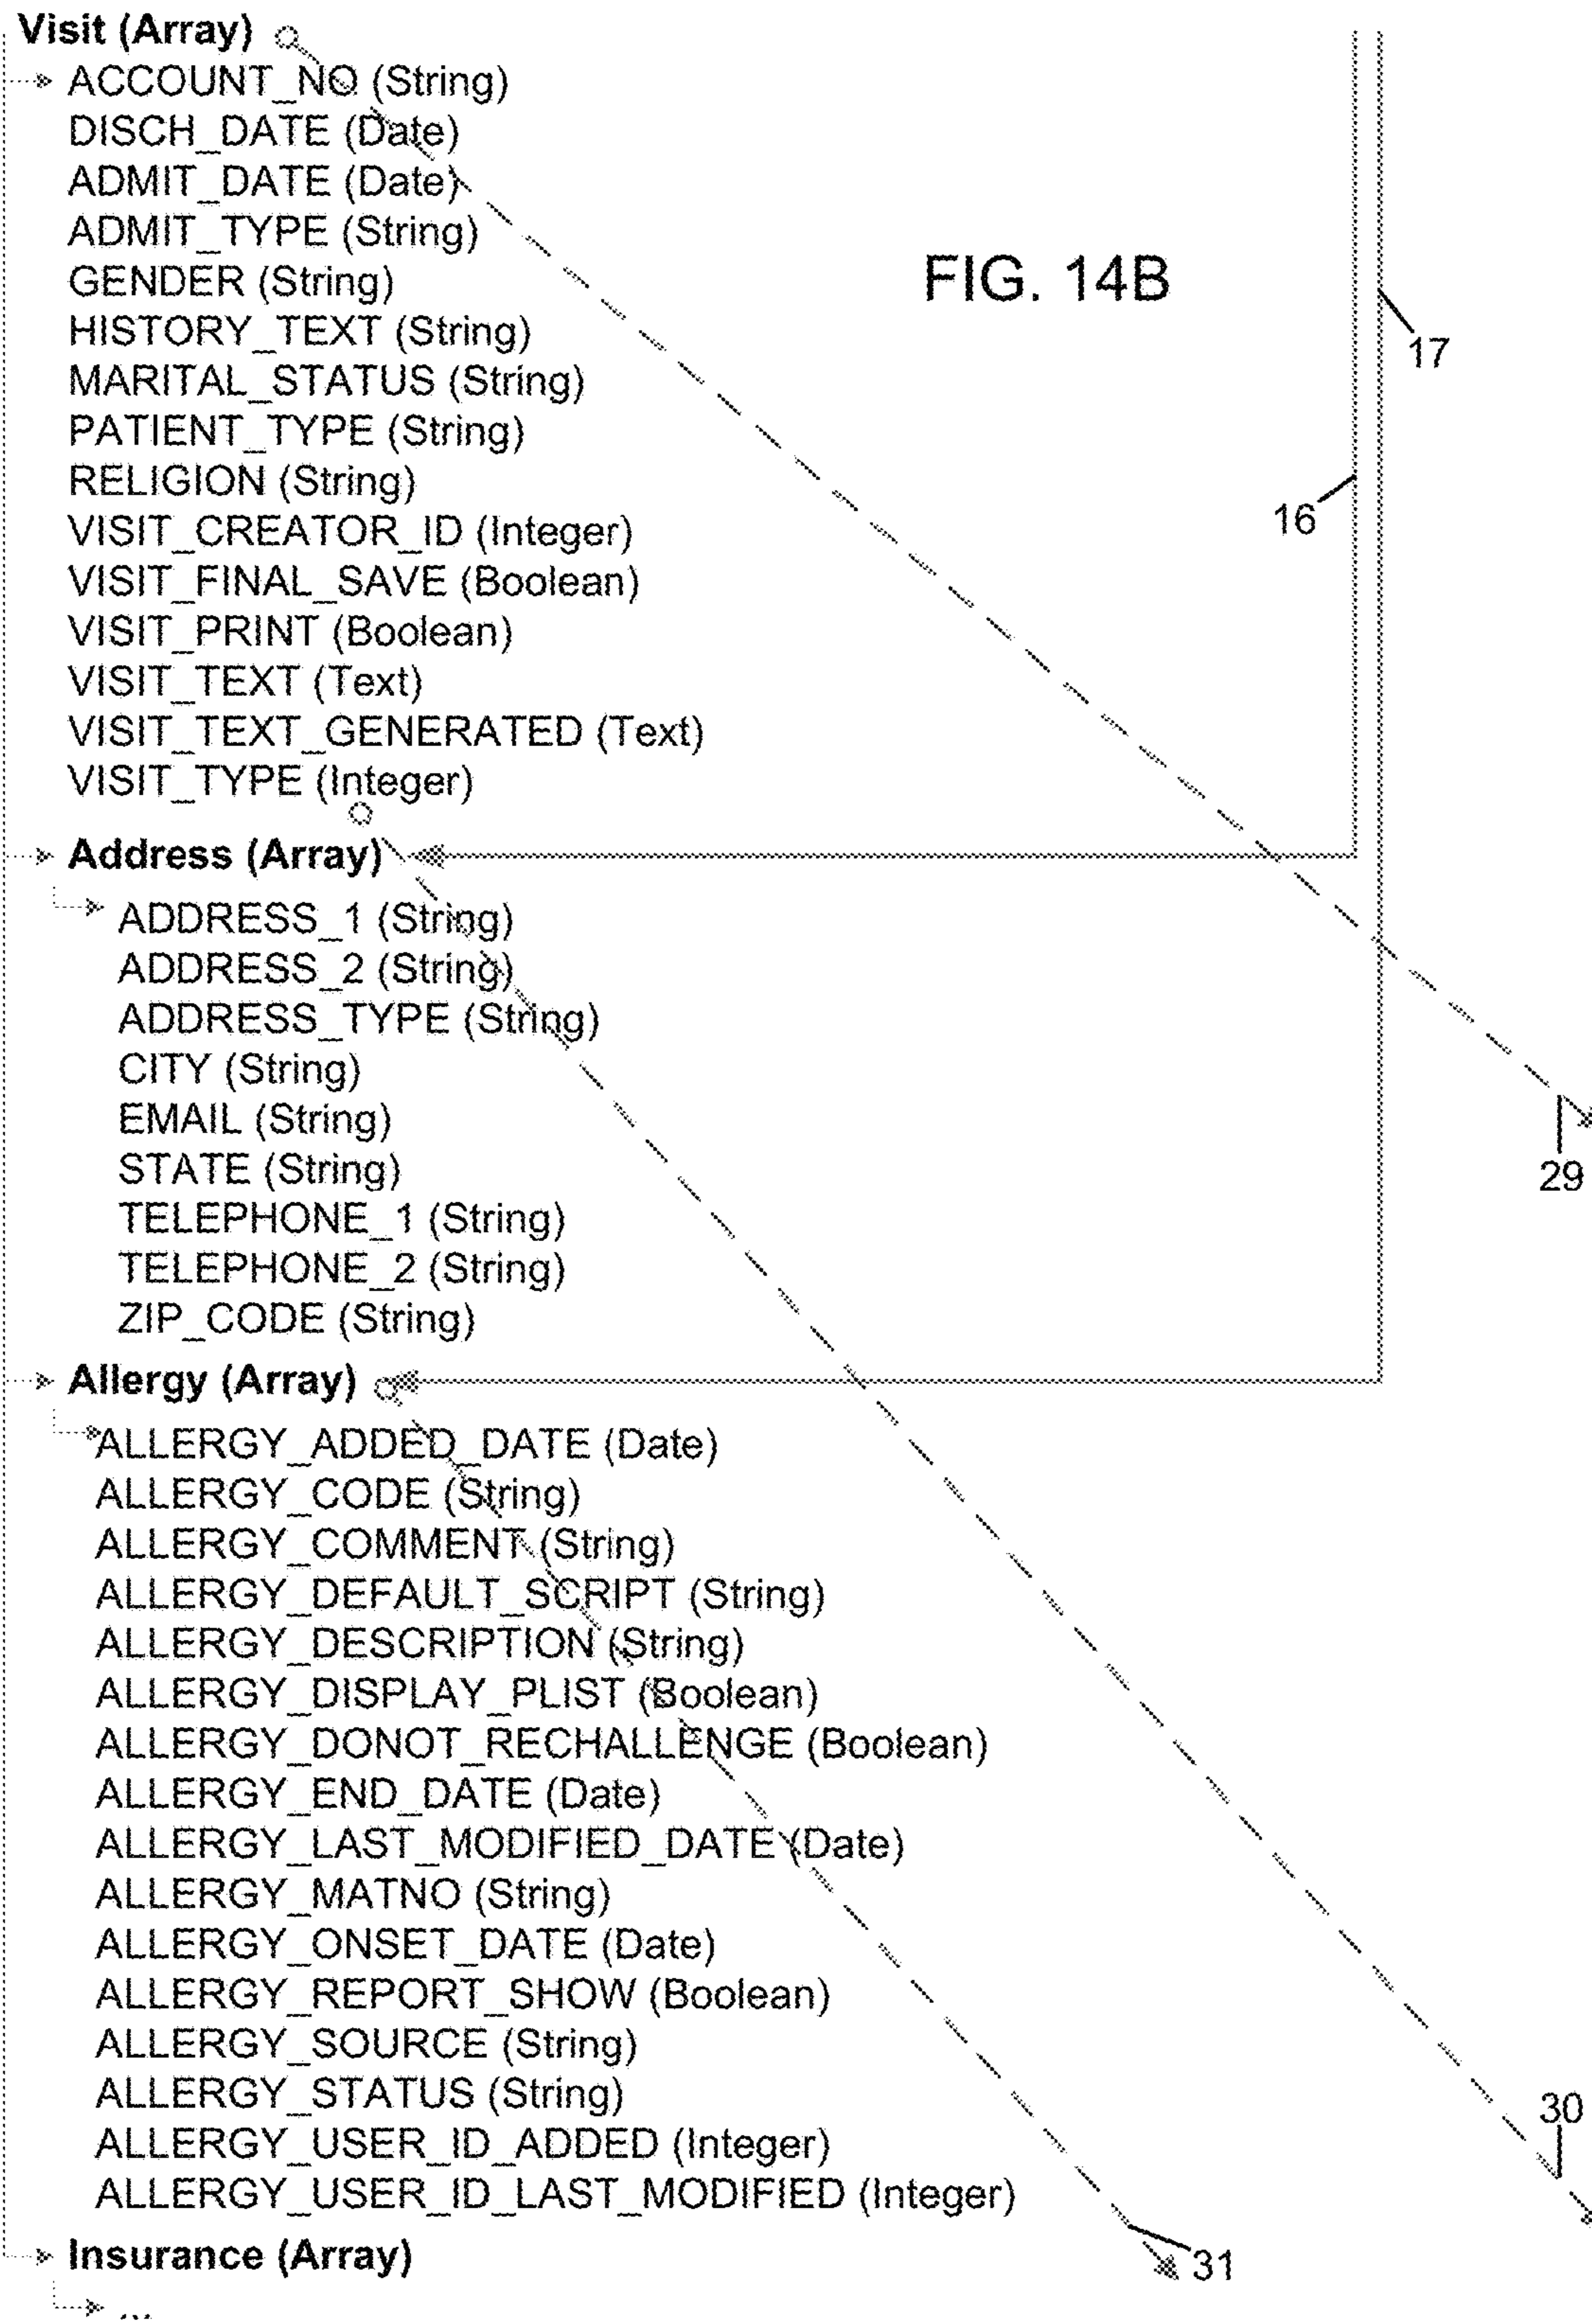 Visit (Array)
ACCOUNT_NO (String)
DISCH_DATE (Date)
ADMIT_DATE (Date)
ADMIT_TYPE (String)
GENDER (String)
FIG. 14B
HISTORY_TEXT (String)
17
MARITAL_STATUS (String)
PATIENT_TYPE (String)
RELIGION (String)
16
VISIT_CREATOR_ID (Integer)
VISIT_FINAL_SAVE (Boolean)
VISIT_PRINT (Boolean)
VISIT_TEXT (Text)
VISIT_TEXT_GENERATED (Text)
VISIT_TYPE (Integer)
Address (Array)
ADDRESS_1 (String)
ADDRESS_2 (String)
ADDRESS_TYPE (String)
CITY (String)
EMAIL (String)
STATE (String)
29
TELEPHONE_1 (String)
TELEPHONE_2 (String)
ZIP_CODE (String)
Allergy (Array)
ALLERGY_ADDED_DATE (Date)
ALLERGY_CODE (String)
ALLERGY_COMMENT (String)
ALLERGY_DEFAULT_SCRIPT (String)
ALLERGY_DESCRIPTION (String)
ALLERGY_DISPLAY_PLIST (Boolean)
ALLERGY_DONOT_RECHALLENGE (Boolean)
ALLERGY_END_DATE (Date)
ALLERGY_LAST_MODIFIED_DATE (Date)
ALLERGY_MATNO (String)
ALLERGY_ONSET_DATE (Date)
ALLERGY_REPORT_SHOW (Boolean)
ALLERGY_SOURCE (String)
ALLERGY_STATUS (String)
30
ALLERGY_USER_ID_ADDED (Integer)
ALLERGY_USER_ID_LAST_MODIFIED (Integer)
Insurance (Array)
31